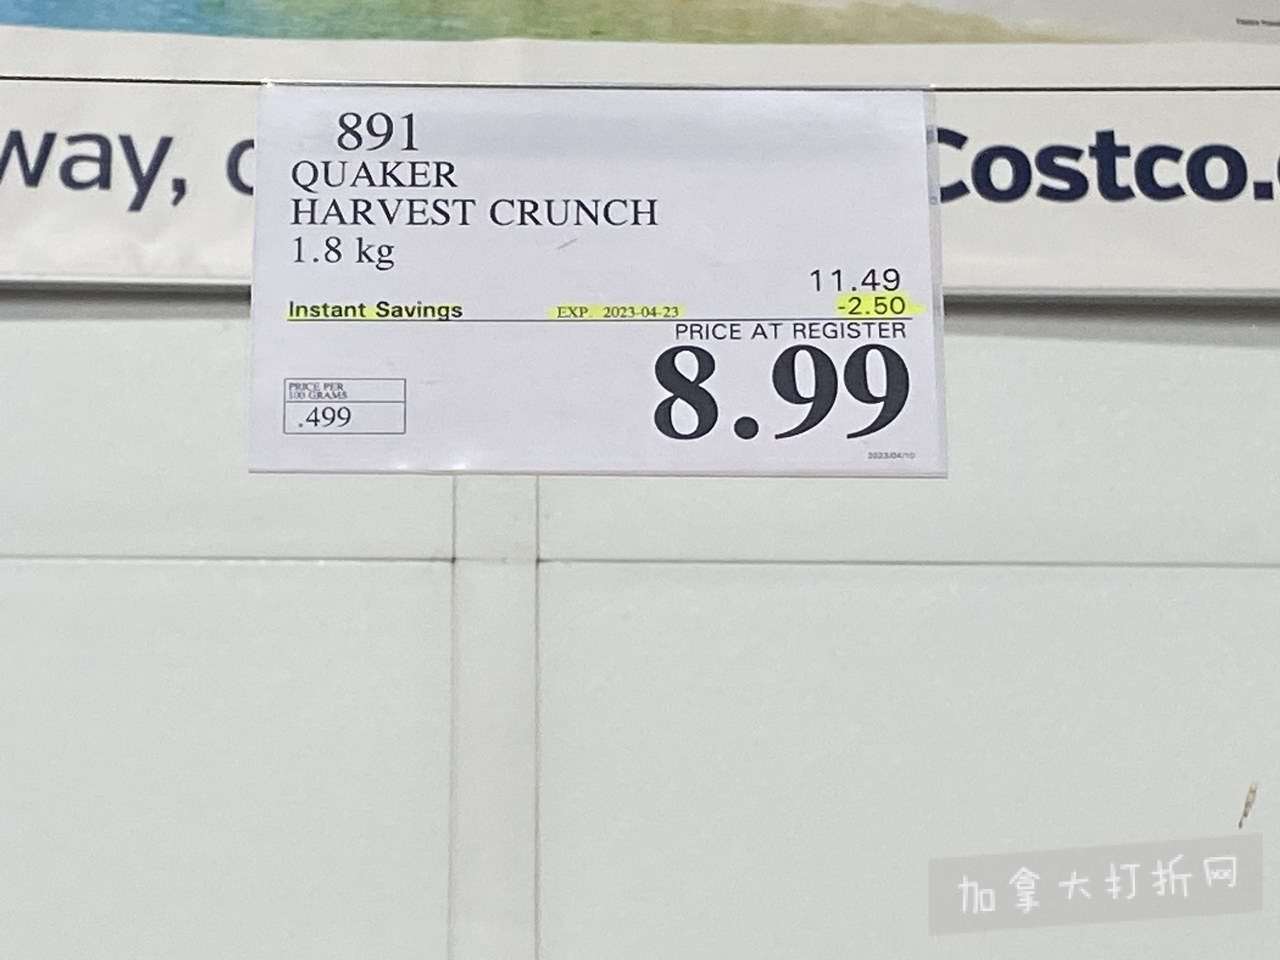 way, c
Costco.
891
QUAKER
HARVEST CRUNCH
1.8 kg
11.49
Instant Savings EXP. 2023-04-23 -2.50
PRICE AT REGISTER
8.99
PRICE PER
100 GRAMS
.499
2023/04/10
加拿大打折网